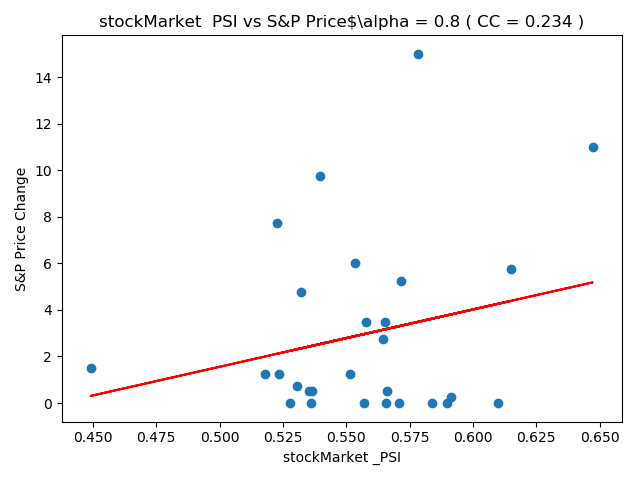 stockMarket  PSI vs S&P Price$\alpha = 0.8 ( CC = 0.234 )
14
12
10
8
6
4
2
0
S&P Price Change
0.450 0.475 0.500 0.525 0.550 0.575 0.600 0.625 0.650
stockMarket _PSI